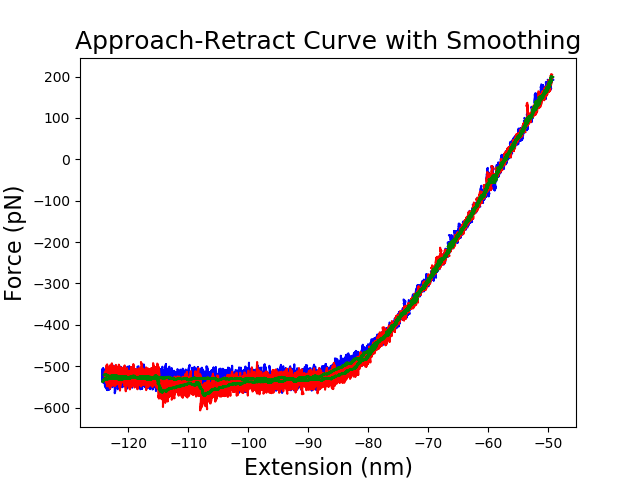 Approach-Retract Curve with Smoothing
200
100
0
−100
−200
−300
−400
−500
−600
Force (pN)
−120 −110 −100 −90 −80 −70 −60 −50
Extension (nm)